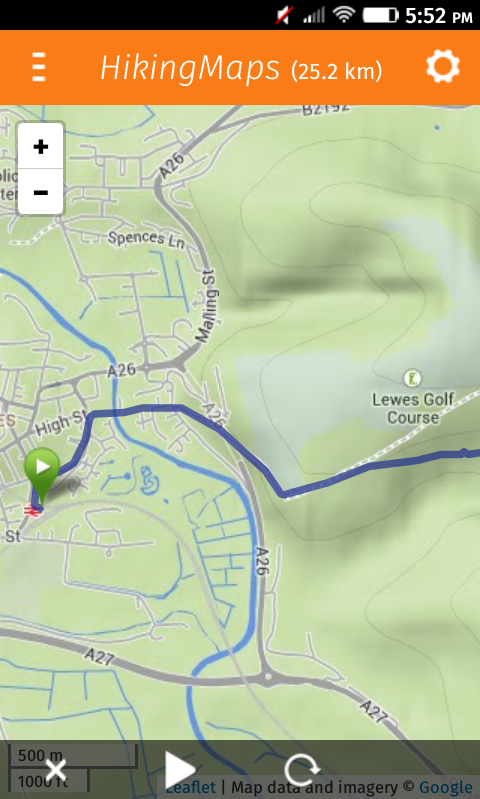 5:52 PM
HikingMaps (25.2 km)
B2192
A26
+
−
Spences Ln
Malling St
A26
Lewes Golf
Course
A26
High St
ES
St
A26
A27
A27
500 m
1000 ft
Leaflet | Map data and imagery © Google